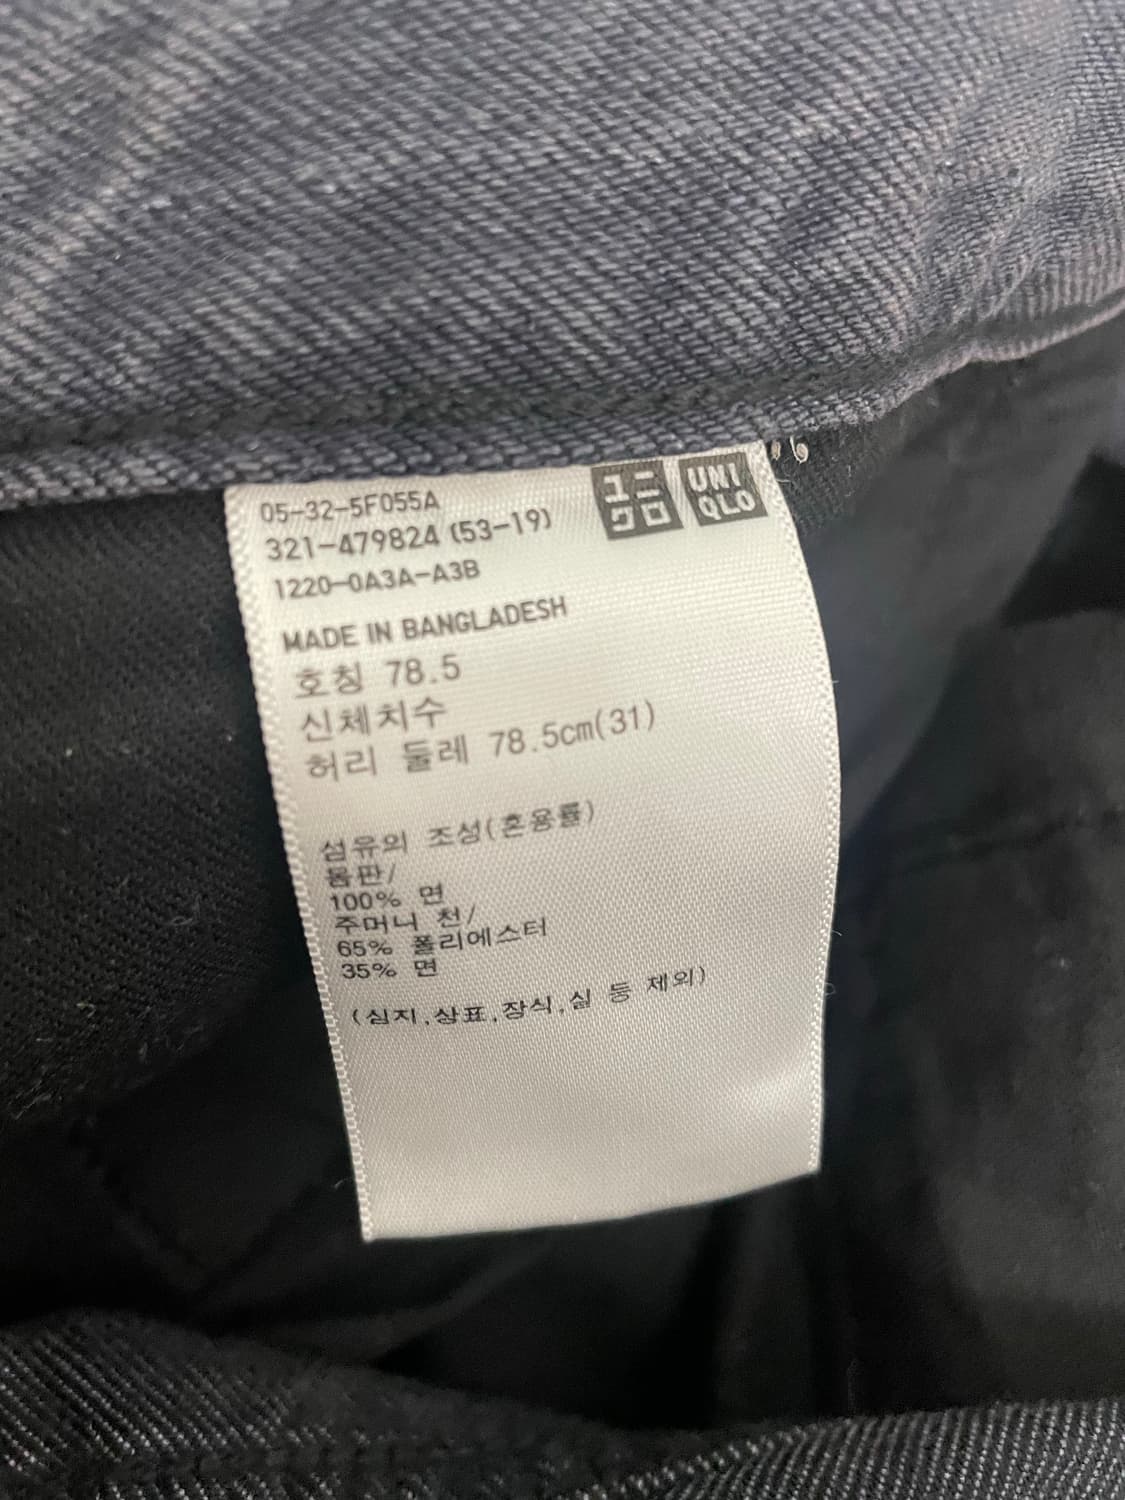 05-32-5F055A
321-479824 (53-19)
1220-0A3A-A3B
ユニ
クロ
UNI
QLO
MADE IN BANGLADESH
호칭 78.5
신체치수
허리 둘레 78.5cm(31)
섬유의 조성(혼용률)
몸판/
100% 면
주머니 천/
65% 폴리에스터
35% 면
(심지,상표,장식,실 등 제외)